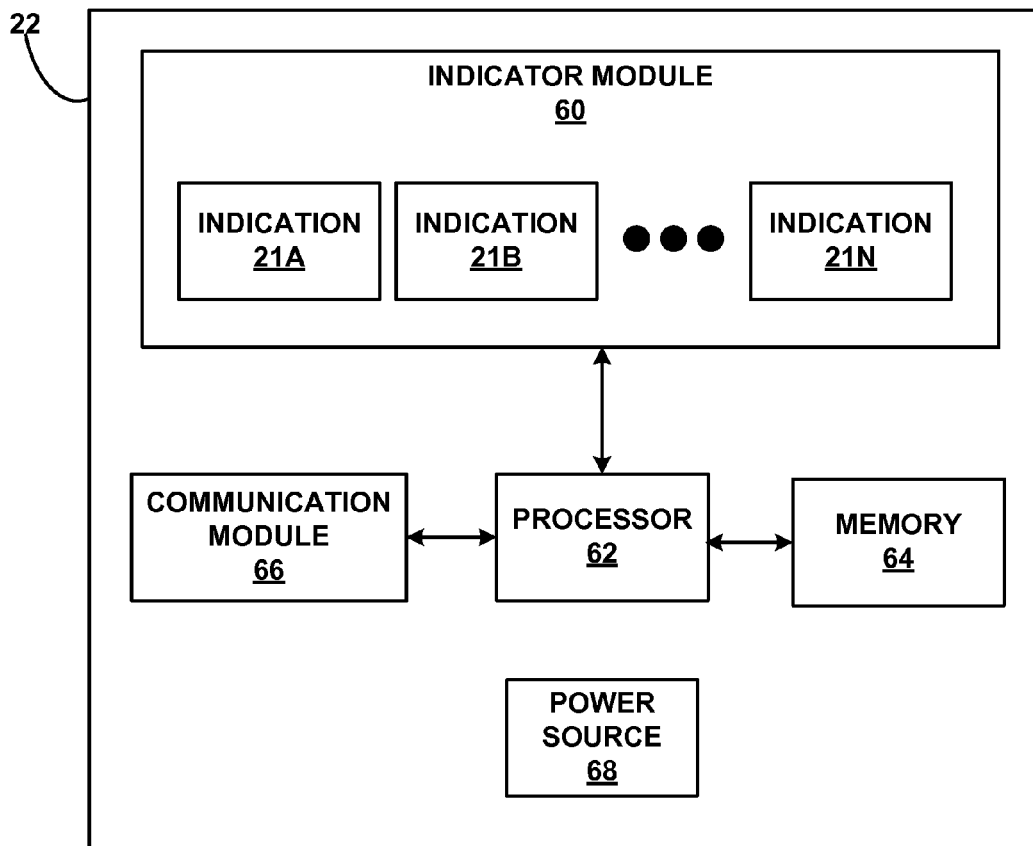 22
INDICATOR MODULE
60
INDICATION
21A
INDICATION
21B
INDICATION
21N
COMMUNICATION
MODULE
66
PROCESSOR
62
MEMORY
64
POWER
SOURCE
68